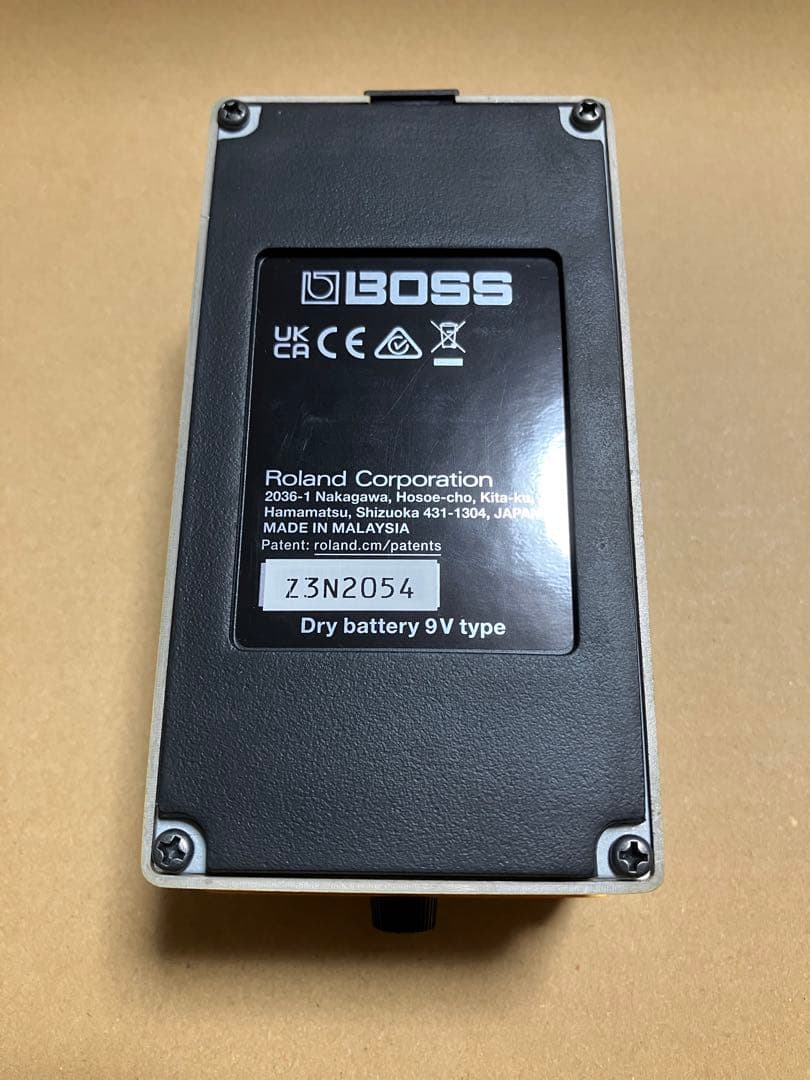 BOSS
UK
CA CE
Roland Corporation
2036-1 Nakagawa, Hosoe-cho, Kita-ku,
Hamamatsu, Shizuoka 431-1304, JAPAN
MADE IN MALAYSIA
Patent: roland.cm/patents
Z3N2054
Dry battery 9V type